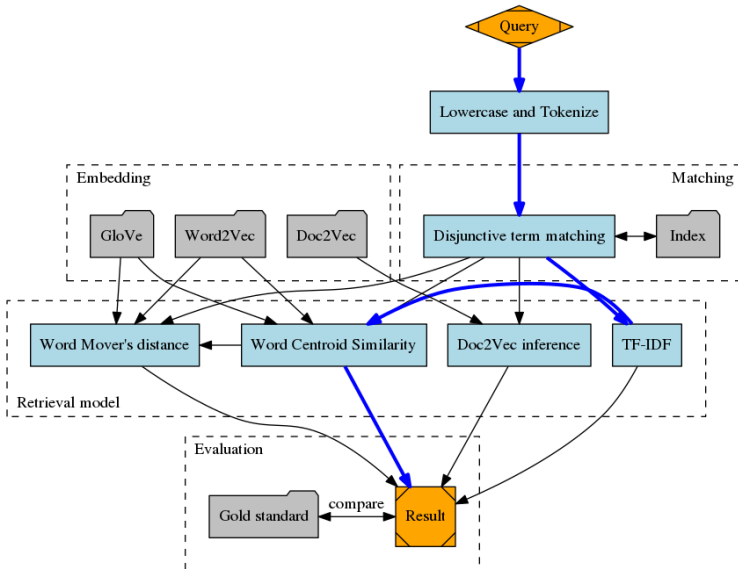 Query
Lowercase and Tokenize
Embedding
Matching
GloVe
Word2Vec
Doc2Vec
Disjunctive term matching
Index
Word Mover's distance
Word Centroid Similarity
Doc2Vec inference
TF-IDF
Retrieval model
Evaluation
Gold standard
compare
Result